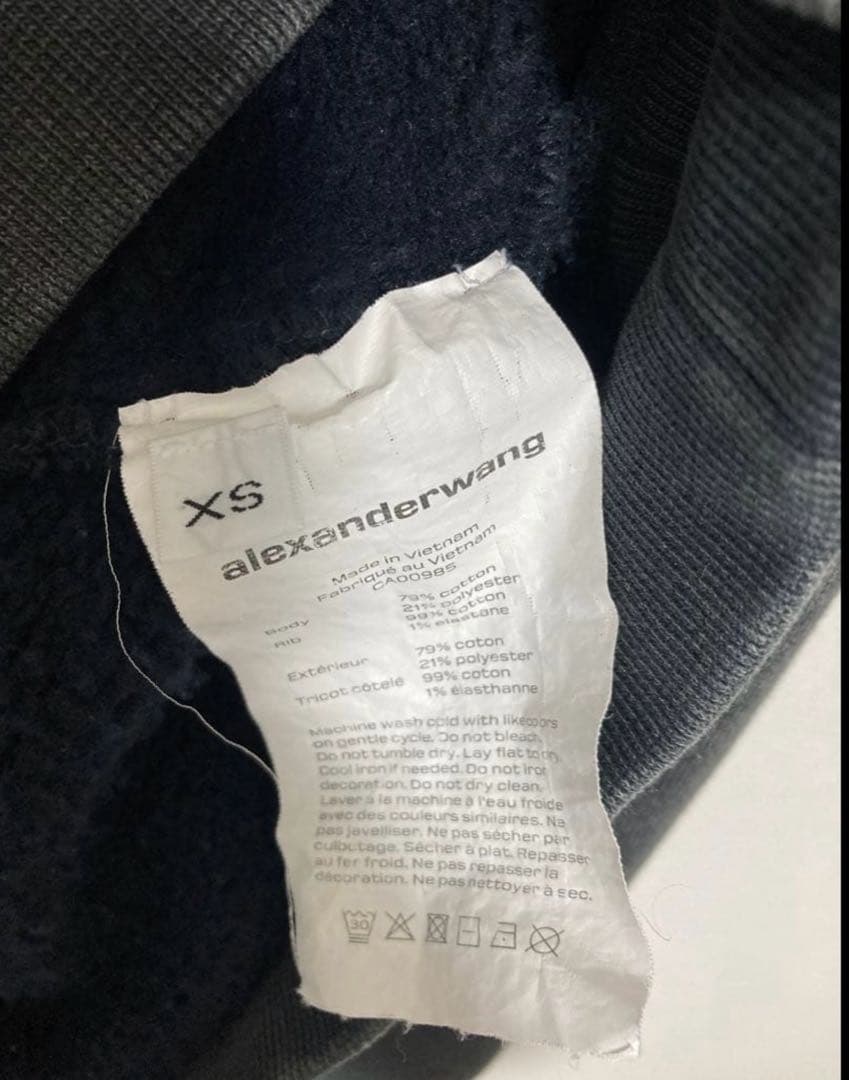 XS
alexanderwang
Made in Vietnam
Fabriqué au Vietnam
CA00985
Body 79% cotton
21% polyester
Rib 99% cotton
1% elastane
Extérieur 79% coton
21% polyester
Tricot côtelé 99% coton
1% élasthanne
Machine wash cold with like colors
on gentle cycle. Do not bleach.
Do not tumble dry. Lay flat to dry.
Cool iron if needed. Do not iron
decoration. Do not dry clean.
Laver à la machine à l'eau froide
avec des couleurs similaires. Ne
pas javelliser. Ne pas sécher par
culbutage. Sécher à plat. Repasser
au fer froid. Ne pas repasser la
décoration. Ne pas nettoyer à sec.
30